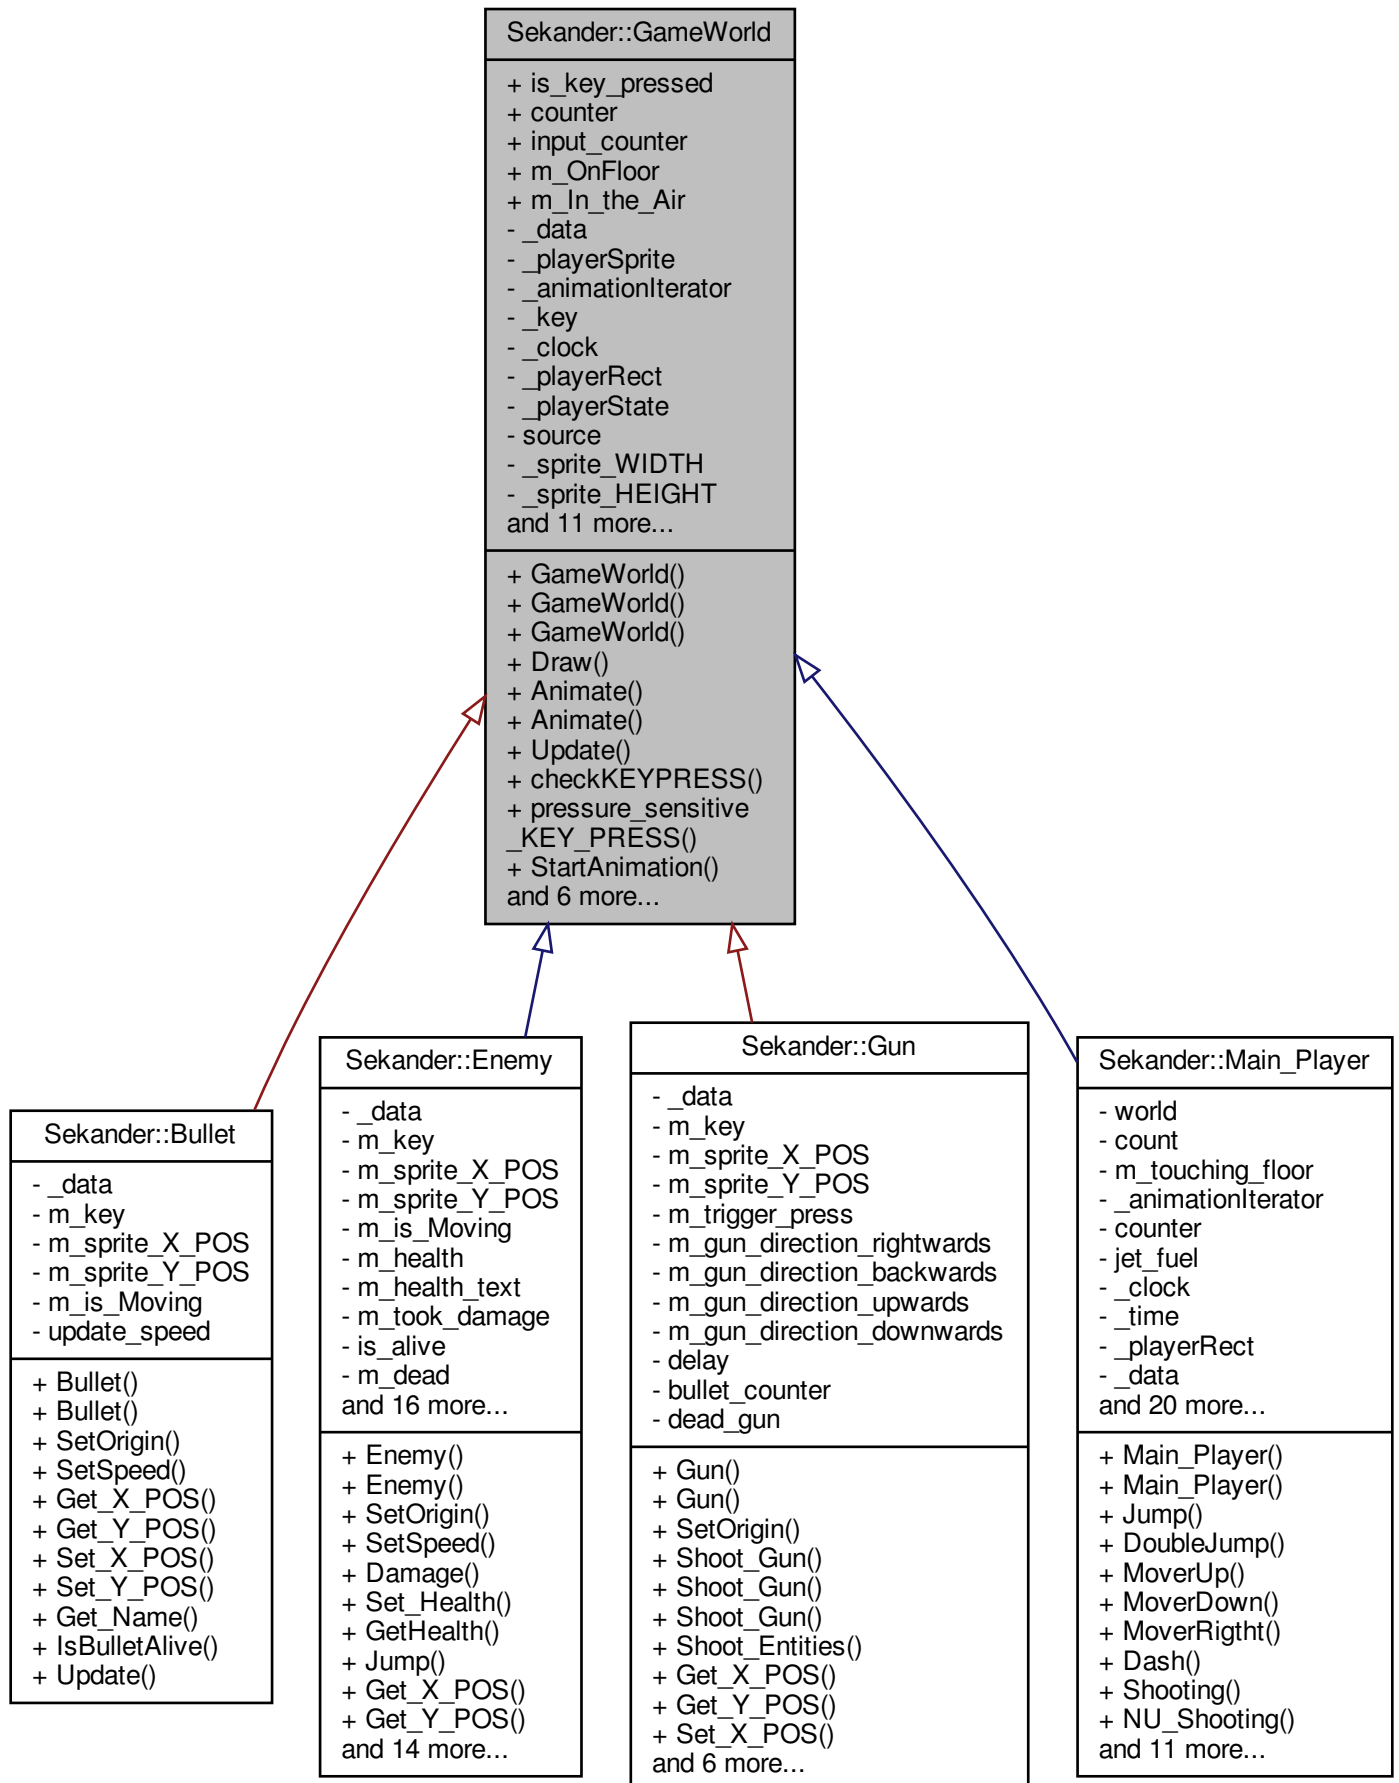 Sekander::GameWorld
+ is_key_pressed
+ counter
+ input_counter
+ m_OnFloor
+ m_In_the_Air
- _data
- _playerSprite
- _animationIterator
- _key
- _clock
- _playerRect
- _playerState
- source
- _sprite_WIDTH
- _sprite_HEIGHT
and 11 more...
+ GameWorld()
+ GameWorld()
+ GameWorld()
+ Draw()
+ Animate()
+ Animate()
+ Update()
+ checkKEYPRESS()
+ pressure_sensitive
_KEY_PRESS()
+ StartAnimation()
and 6 more...
Sekander::Bullet
- _data
- m_key
- m_sprite_X_POS
- m_sprite_Y_POS
- m_is_Moving
- update_speed
+ Bullet()
+ Bullet()
+ SetOrigin()
+ SetSpeed()
+ Get_X_POS()
+ Get_Y_POS()
+ Set_X_POS()
+ Set_Y_POS()
+ Get_Name()
+ IsBulletAlive()
+ Update()
Sekander::Enemy
- _data
- m_key
- m_sprite_X_POS
- m_sprite_Y_POS
- m_is_Moving
- m_health
- m_health_text
- m_took_damage
- is_alive
- m_dead
and 16 more...
+ Enemy()
+ Enemy()
+ SetOrigin()
+ SetSpeed()
+ Damage()
+ Set_Health()
+ GetHealth()
+ Jump()
+ Get_X_POS()
+ Get_Y_POS()
and 14 more...
Sekander::Gun
- _data
- m_key
- m_sprite_X_POS
- m_sprite_Y_POS
- m_trigger_press
- m_gun_direction_rightwards
- m_gun_direction_backwards
- m_gun_direction_upwards
- m_gun_direction_downwards
- delay
- bullet_counter
- dead_gun
+ Gun()
+ Gun()
+ SetOrigin()
+ Shoot_Gun()
+ Shoot_Gun()
+ Shoot_Gun()
+ Shoot_Entities()
+ Get_X_POS()
+ Get_Y_POS()
+ Set_X_POS()
and 6 more...
Sekander::Main_Player
- world
- count
- m_touching_floor
- _animationIterator
- counter
- jet_fuel
- _clock
- _time
- _playerRect
- _data
and 20 more...
+ Main_Player()
+ Main_Player()
+ Jump()
+ DoubleJump()
+ MoverUp()
+ MoverDown()
+ MoverRigtht()
+ Dash()
+ Shooting()
+ NU_Shooting()
and 11 more...